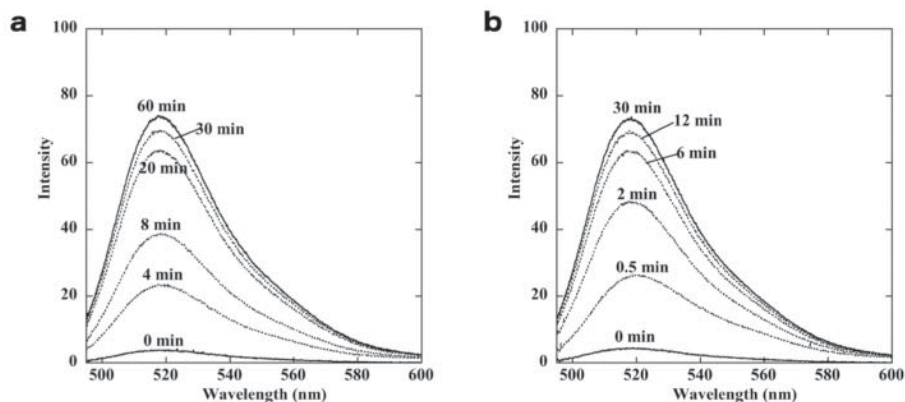 a
100
80
60
40
20
0
Intensity
60 min
30 min
20 min
8 min
4 min
0 min
500 520 540 560 580 600
Wavelength (nm)
b
100
80
60
40
20
0
Intensity
30 min
12 min
6 min
2 min
0.5 min
0 min
500 520 540 560 580 600
Wavelength (nm)